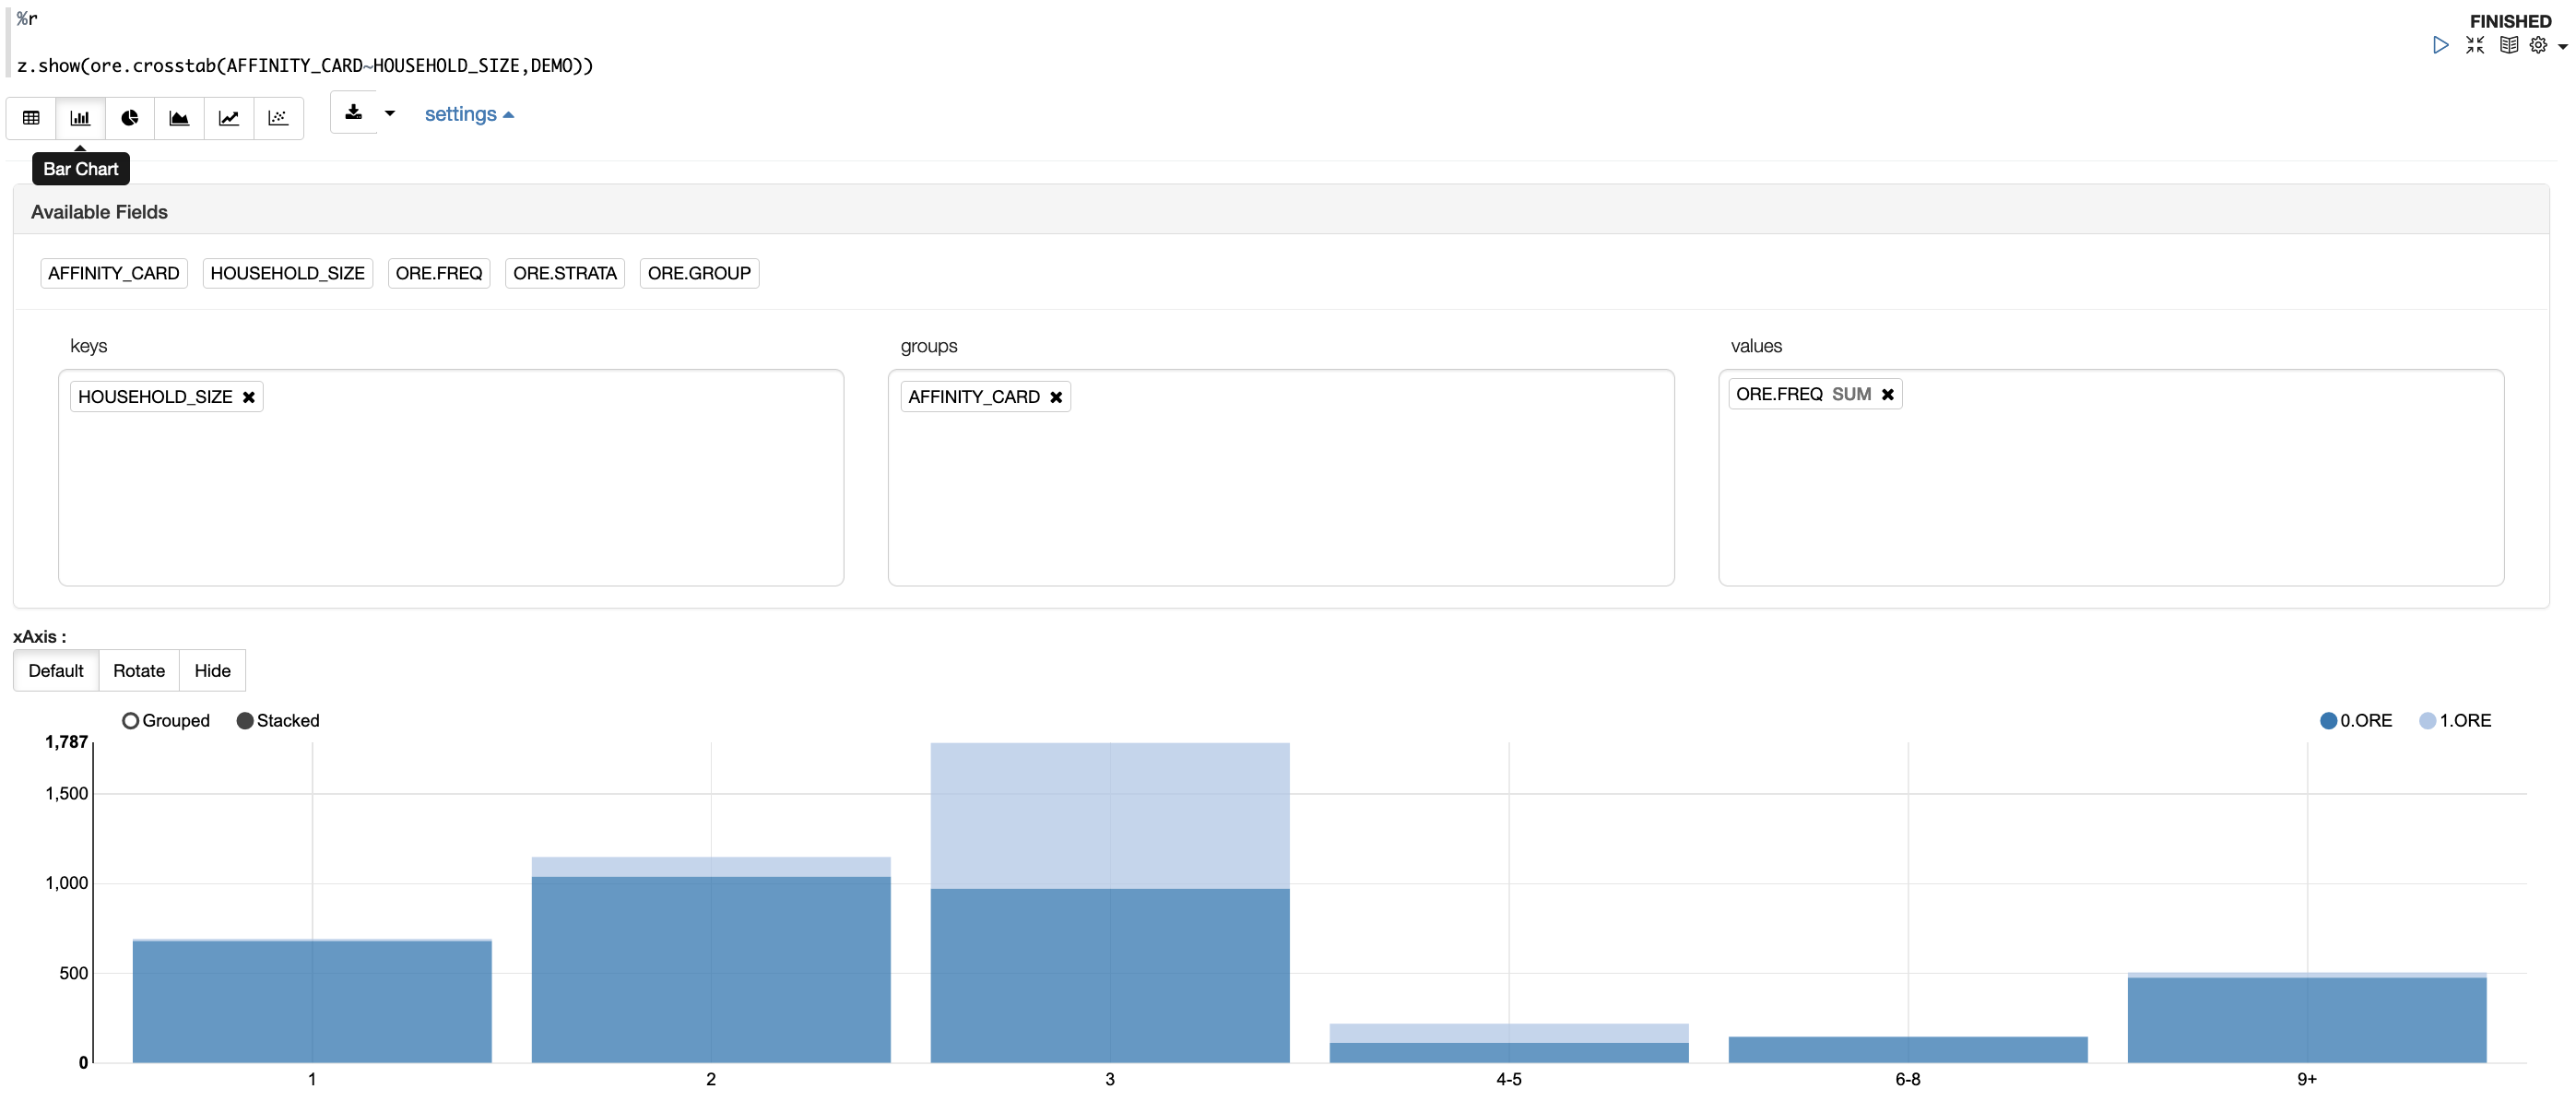 %r
FINISHED
z.show(ore.crosstab(AFFINITY_CARD~HOUSEHOLD_SIZE,DEMO))
settings
Bar Chart
Available Fields
AFFINITY_CARD HOUSEHOLD_SIZE ORE.FREQ ORE.STRATA ORE.GROUP
keys groups values
HOUSEHOLD_SIZE AFFINITY_CARD ORE.FREQ SUM
xAxis :
Default Rotate Hide
Grouped Stacked 0.ORE 1.ORE
1,787
1,500
1,000
500
0
1 2 3 4-5 6-8 9+